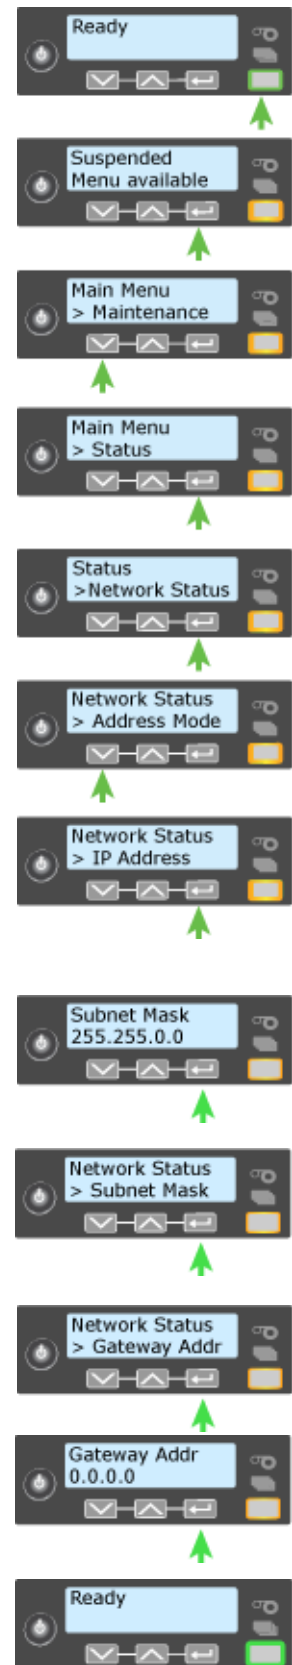 Ready
Suspended
Menu available
Main Menu
> Maintenance
Main Menu
> Status
Status
>Network Status
Network Status
> Address Mode
Network Status
> IP Address
Subnet Mask
255.255.0.0
Network Status
> Subnet Mask
Network Status
> Gateway Addr
Gateway Addr
0.0.0.0
Ready